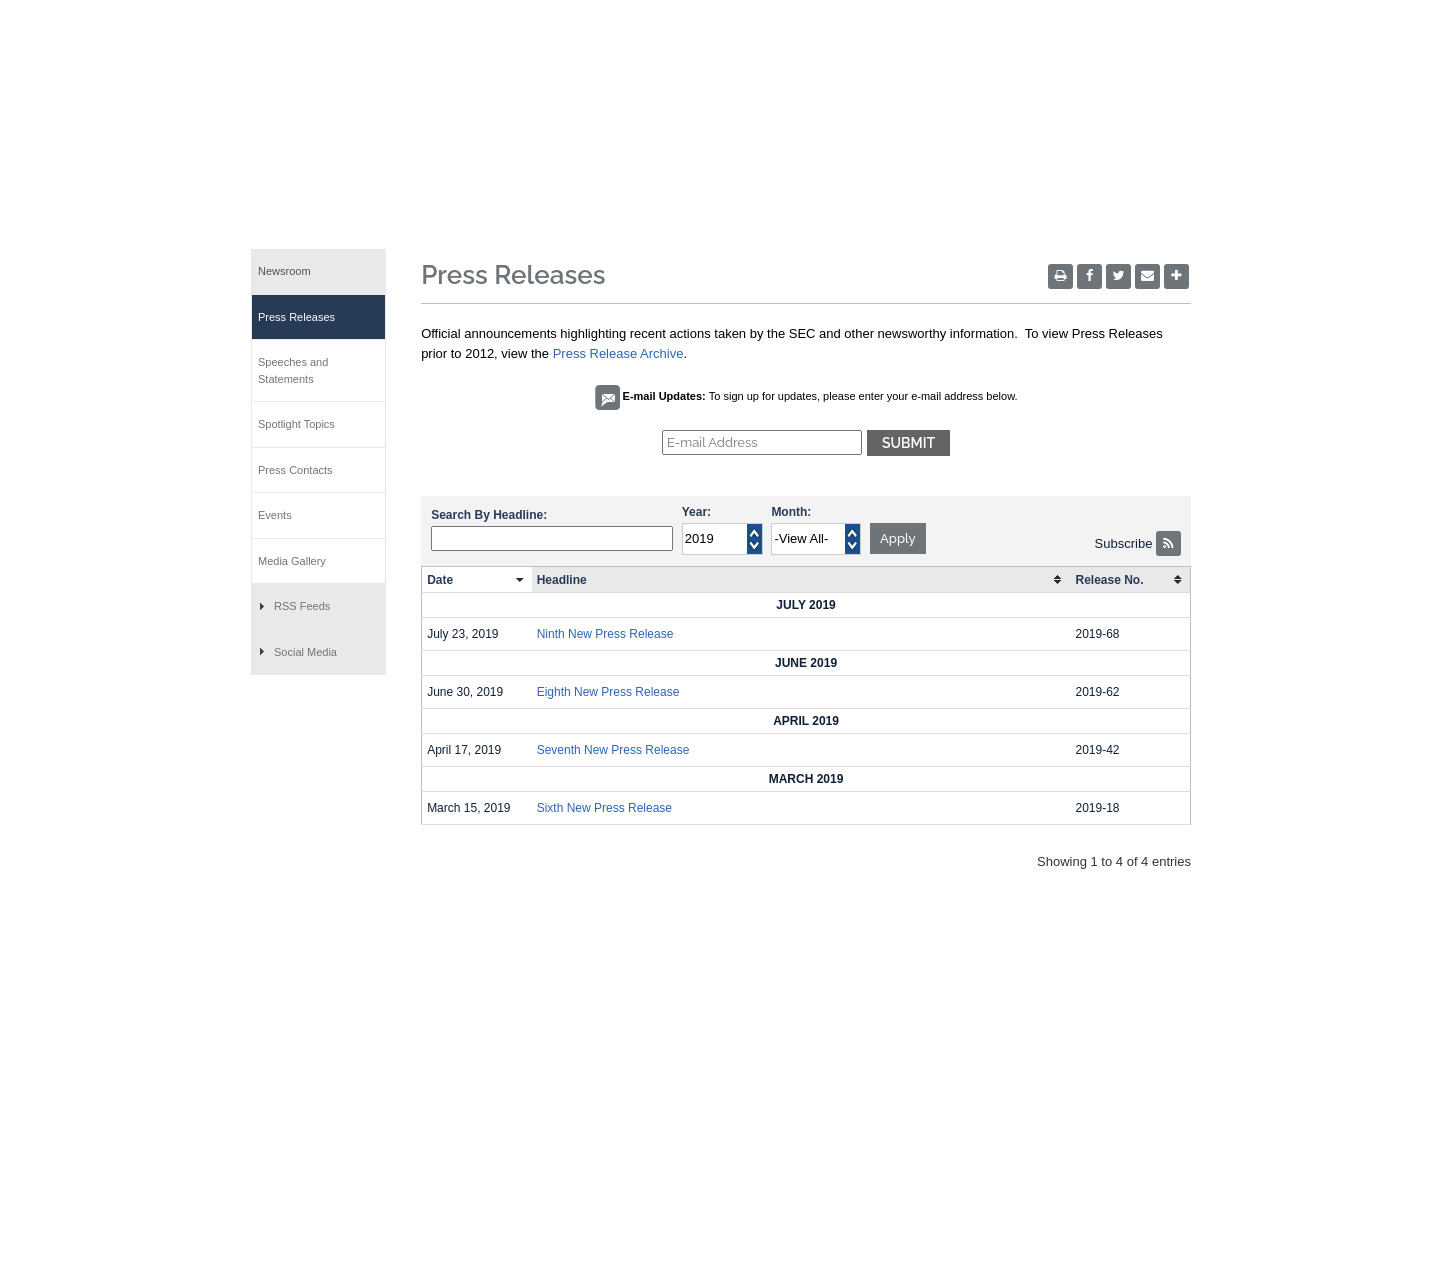 Newsroom
Press Releases
Speeches and
Statements
Spotlight Topics
Press Contacts
Events
Media Gallery
RSS Feeds
Social Media
Press Releases
Official announcements highlighting recent actions taken by the SEC and other newsworthy information.  To view Press Releases
prior to 2012, view the Press Release Archive.
E-mail Updates: To sign up for updates, please enter your e-mail address below.
E-mail Address SUBMIT
Search By Headline: Year: Month:
2019 -View All- Apply Subscribe
Date Headline Release No.
JULY 2019
July 23, 2019 Ninth New Press Release 2019-68
JUNE 2019
June 30, 2019 Eighth New Press Release 2019-62
APRIL 2019
April 17, 2019 Seventh New Press Release 2019-42
MARCH 2019
March 15, 2019 Sixth New Press Release 2019-18
Showing 1 to 4 of 4 entries